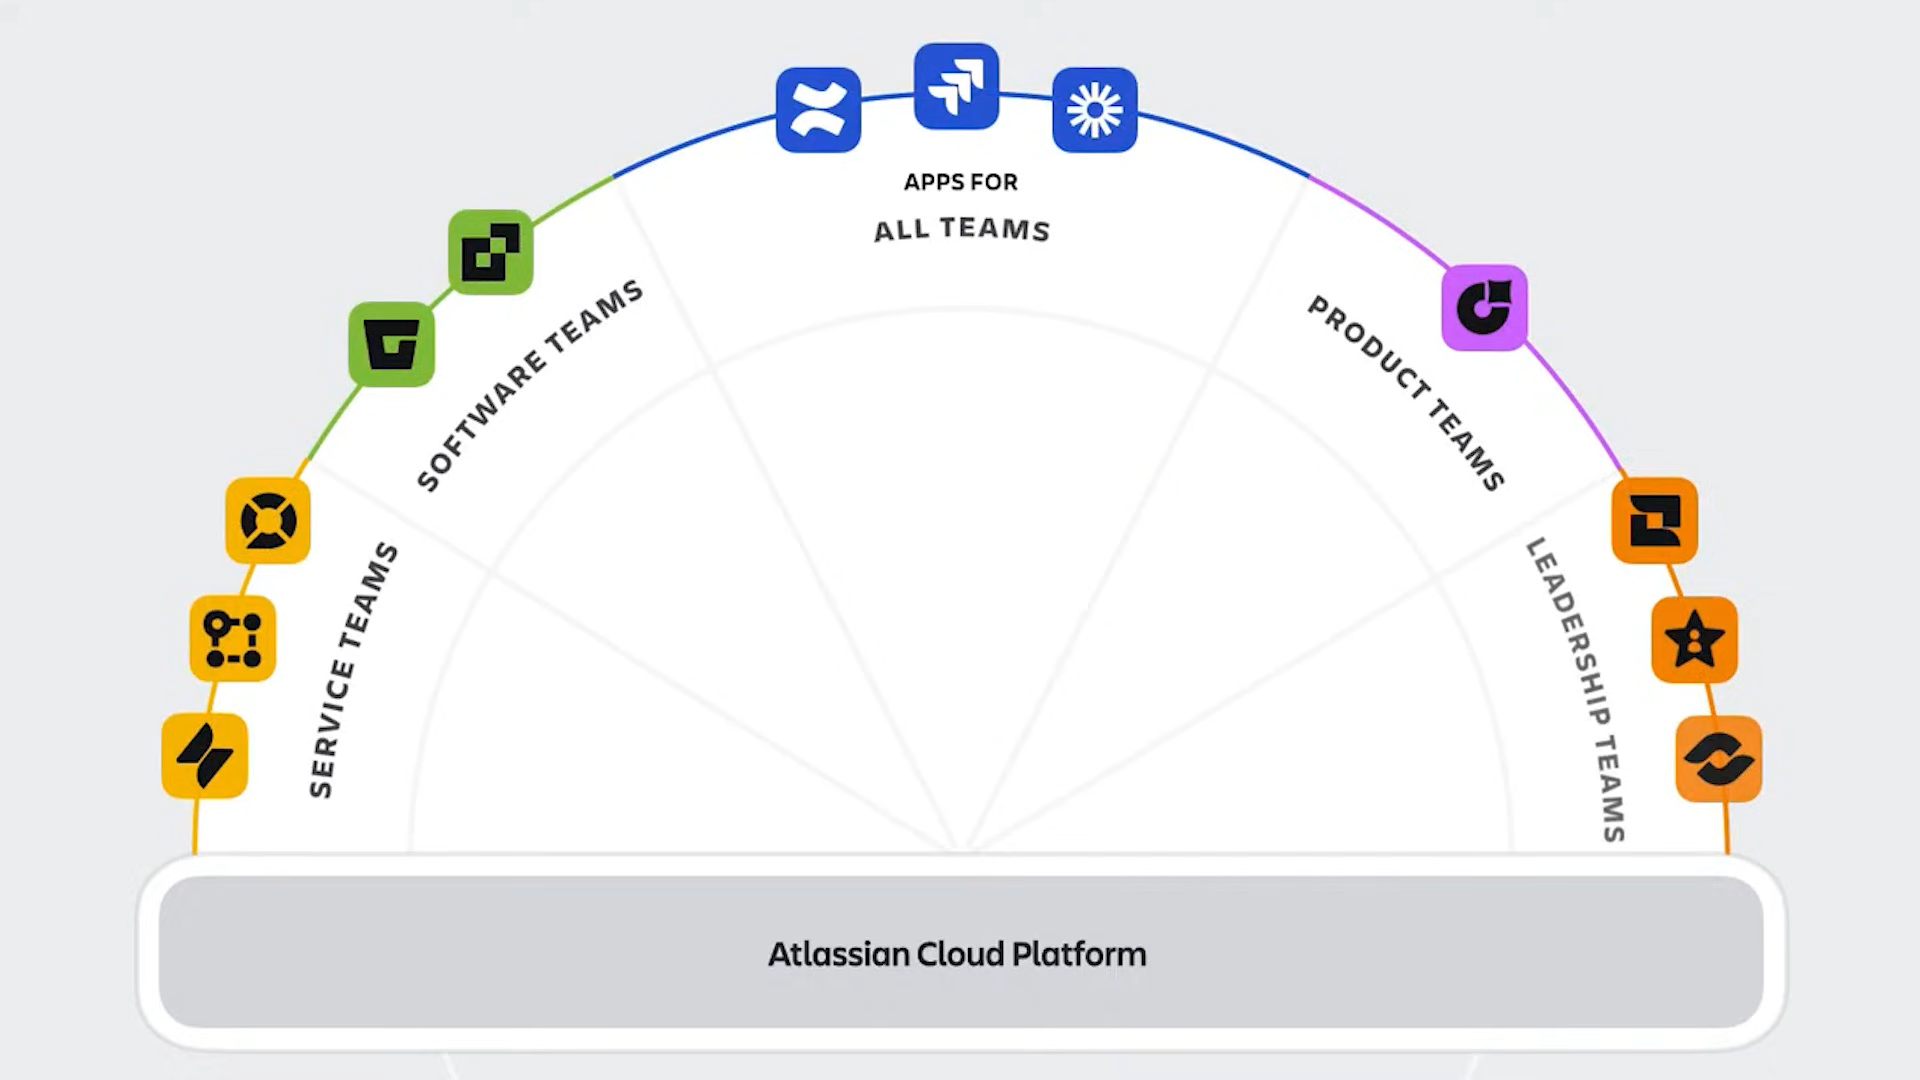 APPS FOR
ALL TEAMS
SOFTWARE TEAMS
PRODUCT TEAMS
SERVICE TEAMS
LEADERSHIP TEAMS
Atlassian Cloud Platform